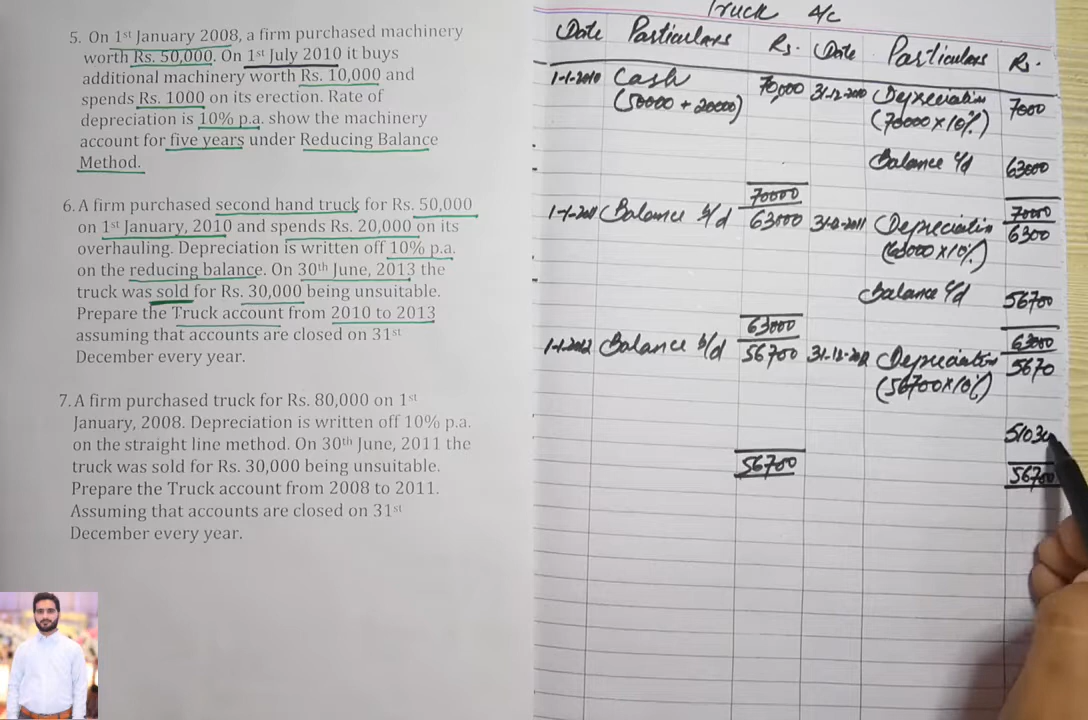 5. On 1st January 2008, a firm purchased machinery
worth Rs. 50,000. On 1st July 2010 it buys
additional machinery worth Rs. 10,000 and
spends Rs. 1000 on its erection. Rate of
depreciation is 10% p.a. show the machinery
account for five years under Reducing Balance
Method.
6. A firm purchased second hand truck for Rs. 50,000
on 1st January, 2010 and spends Rs. 20,000 on its
overhauling. Depreciation is written off 10% p.a.
on the reducing balance. On 30th June, 2013 the
truck was sold for Rs. 30,000 being unsuitable.
Prepare the Truck account from 2010 to 2013
assuming that accounts are closed on 31st
December every year.
7. A firm purchased truck for Rs. 80,000 on 1st
January, 2008. Depreciation is written off 10% p.a.
on the straight line method. On 30th June, 2011 the
truck was sold for Rs. 30,000 being unsuitable.
Prepare the Truck account from 2008 to 2011.
Assuming that accounts are closed on 31st
December every year.
Truck A/c
Date Particulars Rs. Date Particulars Rs.
1-1-2010 Cash 70,000 31-12-2010 Depreciation 7000
(50000 + 20000) (70000 x 10%)
Balance c/d 63000
70000 70000
1-1-2011 Balance b/d 63000 31-12-2011 Depreciation 6300
(63000 x 10%)
Balance c/d 56700
63000 63000
1-1-2012 Balance b/d 56700 31-12-2012 Depreciation 5670
(56700 x 10%)
5103
56700 56700